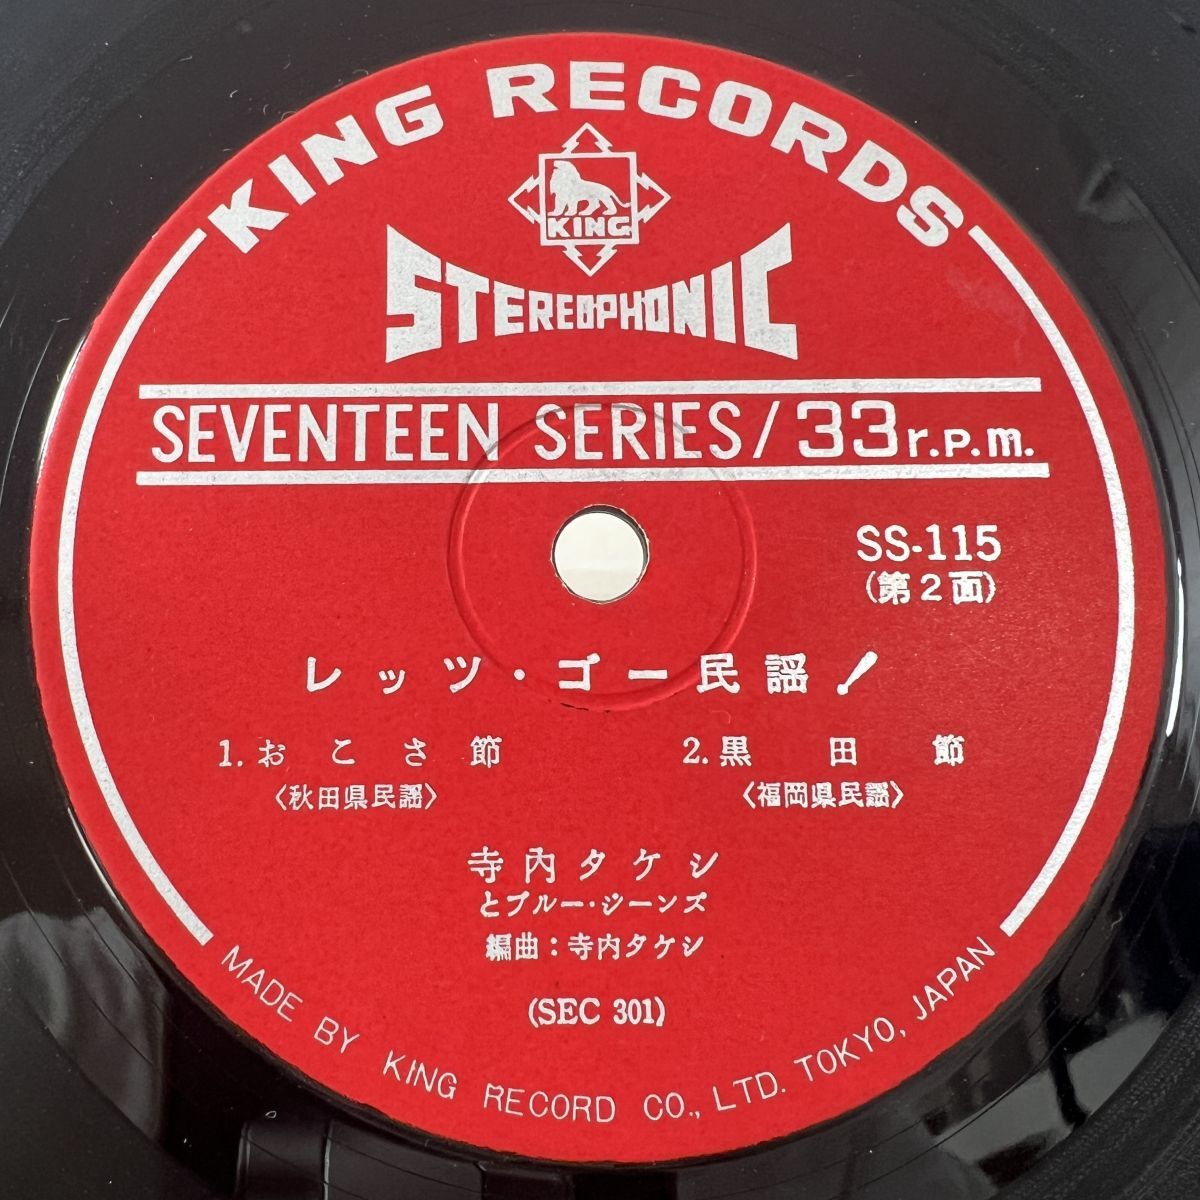 KING RECORDS
KING
STEREOPHONIC
SEVENTEEN SERIES/33r.p.m.
SS-115
(第2面)
レッツ・ゴー民謡!
1.おこさ節
〈秋田県民謡〉
2.黒田節
〈福岡県民謡〉
寺内タケシ
とブルー・ジーンズ
編曲:寺内タケシ
(SEC 301)
MADE BY KING RECORD CO., LTD. TOKYO, JAPAN